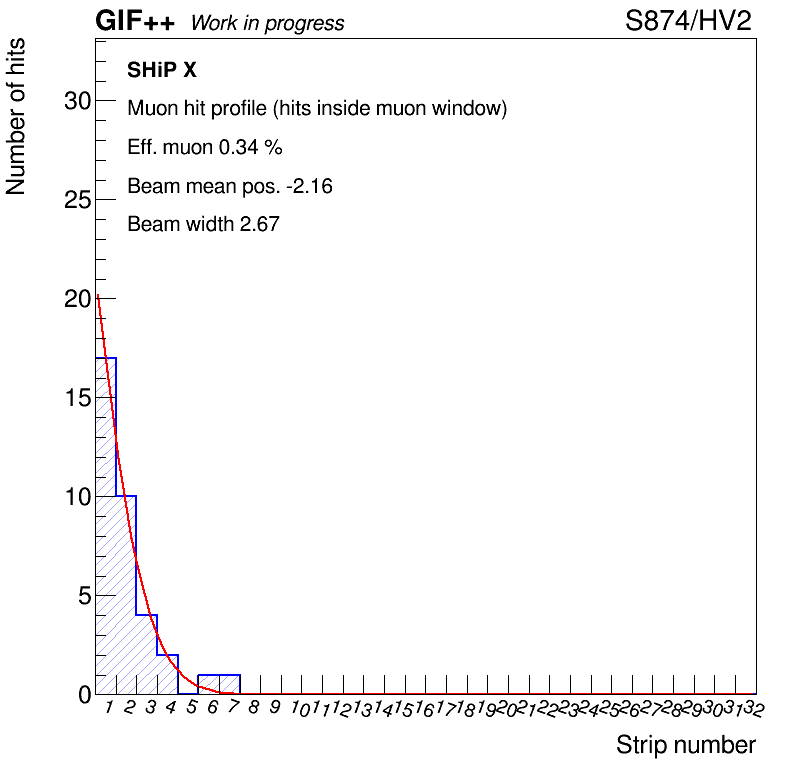 GIF++ Work in progress S874/HV2
Number of hits
SHiP X
Muon hit profile (hits inside muon window)
Eff. muon 0.34 %
Beam mean pos. -2.16
Beam width 2.67
30
25
20
15
10
5
0
1 2 3 4 5 6 7 8 9 10 11 12 13 14 15 16 17 18 19 20 21 22 23 24 25 26 27 28 29 30 31 32
Strip number